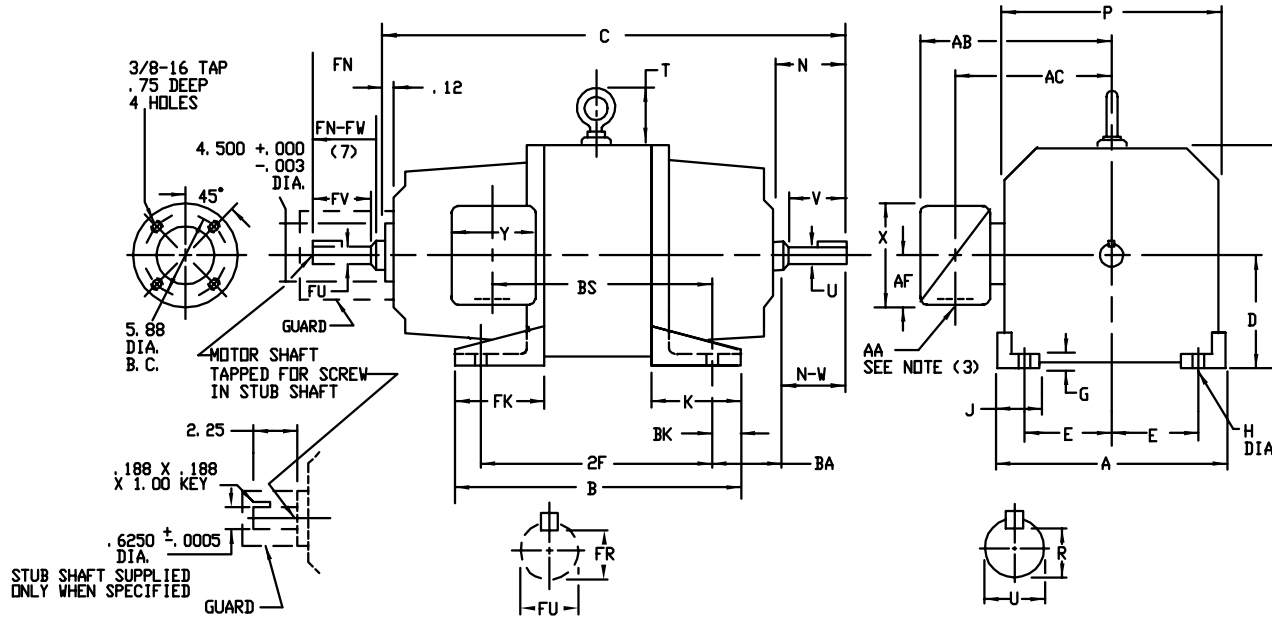 C
P
AB
AC
N
T
FN
.12
3/8-16 TAP
.75 DEEP
4 HOLES
FN-FW
(7)
4.500 +.000
-.003
DIA.
45°
FV
V
Y
X
AF
BS
U
FU
GUARD
D
5.88
DIA.
B.C.
MOTOR SHAFT
TAPPED FOR SCREW
IN STUB SHAFT
AA
SEE NOTE (3)
N-W
G
J
FK
K
BK
E
E
H
DIA
2.25
2F
BA
B
A
.188 X .188
X 1.00 KEY
.6250 ±.0005
DIA.
STUB SHAFT SUPPLIED
ONLY WHEN SPECIFIED
GUARD
FR
FU
R
U